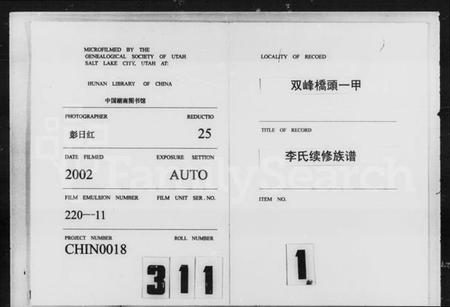 MICROFILMED BY THE
GENEALOGICAL SOCIETY OF UTAH
SALT LAKE CITY, UTAH AT:
HUNAN LIBRARY OF CHINA
中国湖南图书馆
PHOTOGRAPHER REDUCTIO
彭日红 25
DATE FILMED EXPOSURE SETTION
2002 AUTO
FILM EMULSION NUMBER FILM UNIT SER. NO.
220---11
PROJECT NUMBER ROLL NUMBER
CHIN0018
311
LOCALITY OF RECOED
双峰橋頭一甲
TITLE OF RECORD
李氏续修族谱
ITEM NO.
1.
FamilySearch